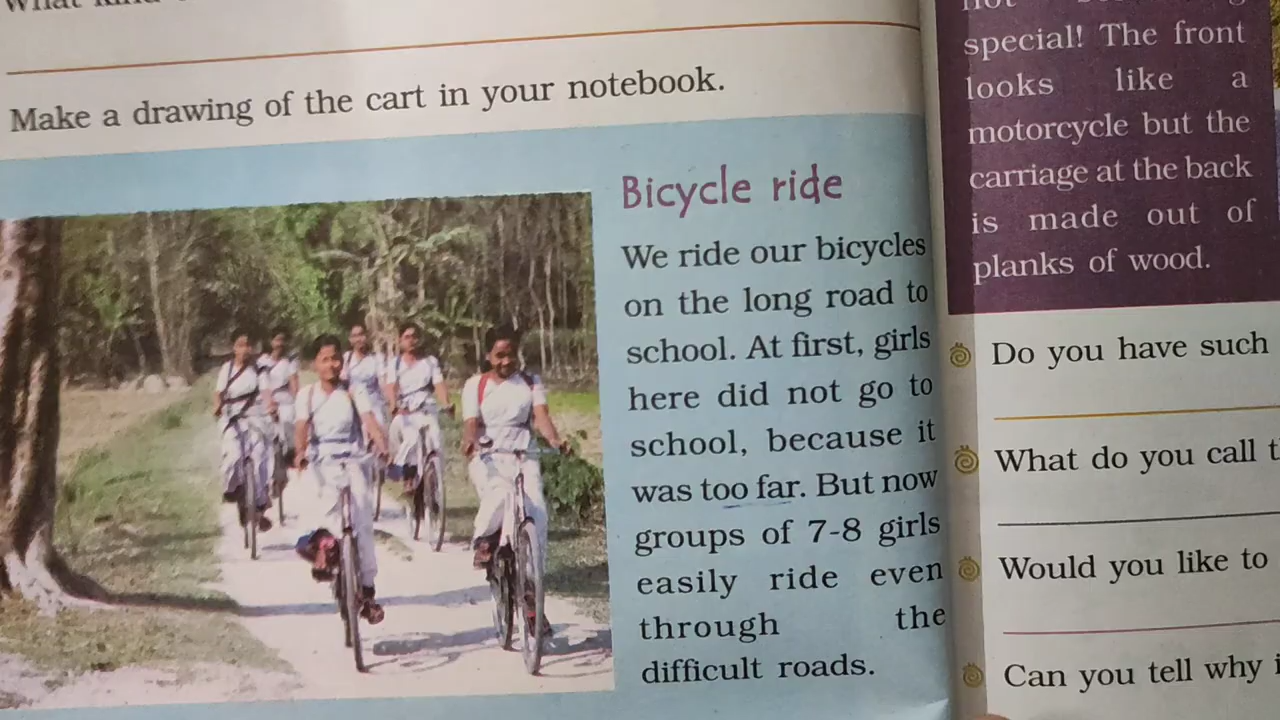 Make a drawing of the cart in your notebook.
Bicycle ride
We ride our bicycles
on the long road to
school. At first, girls
here did not go to
school, because it
was too far. But now
groups of 7-8 girls
easily ride even
through the
difficult roads.
special! The front
looks like a
motorcycle but the
carriage at the back
is made out of
planks of wood.
Do you have such
What do you call
Would you like to
Can you tell why